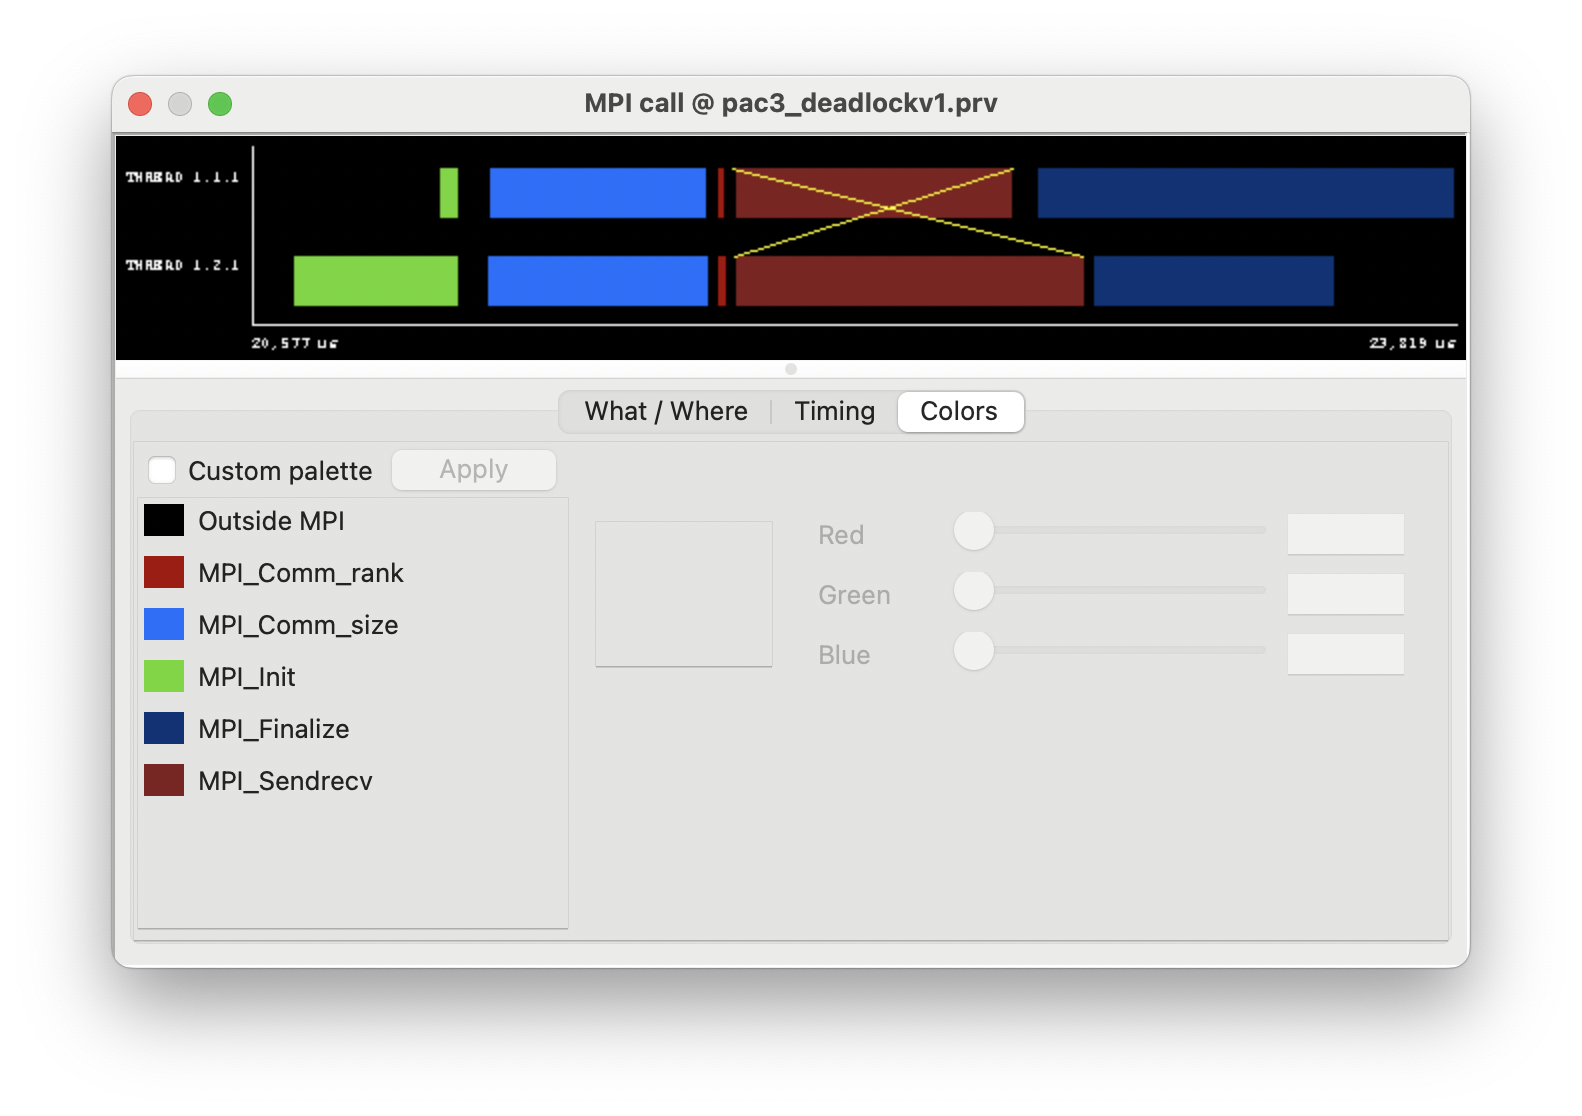 MPI call @ pac3_deadlockv1.prv
THREAD 1.1.1
THREAD 1.2.1
20,577 us
23,819 us
What / Where
Timing
Colors
Custom palette
Apply
Outside MPI
MPI_Comm_rank
MPI_Comm_size
MPI_Init
MPI_Finalize
MPI_Sendrecv
Red
Green
Blue